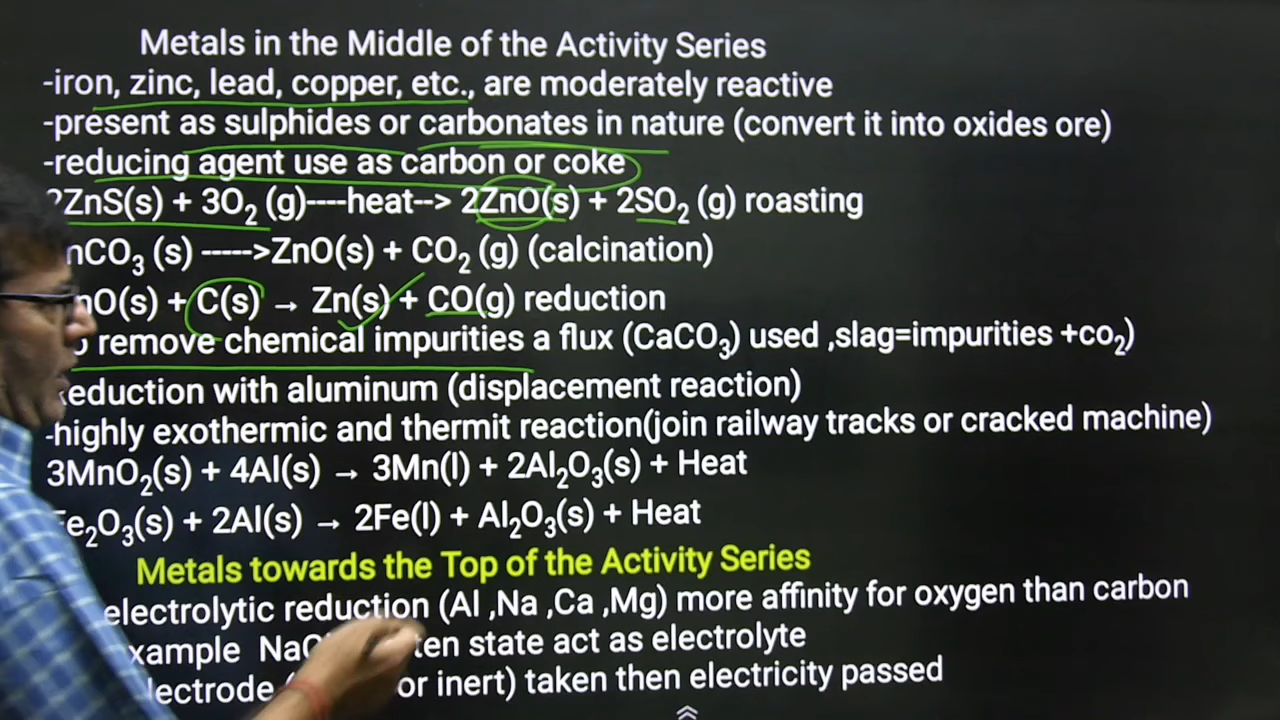 Metals in the Middle of the Activity Series
-iron, zinc, lead, copper, etc., are moderately reactive
-present as sulphides or carbonates in nature (convert it into oxides ore)
-reducing agent use as carbon or coke
2ZnS(s) + 3O₂ (g)----heat--> 2ZnO(s) + 2SO₂ (g) roasting
nCO₃ (s) ----->ZnO(s) + CO₂ (g) (calcination)
nO(s) + C(s) → Zn(s) + CO(g) reduction
remove chemical impurities a flux (CaCO₃) used ,slag=impurities +co₂)
eduction with aluminum (displacement reaction)
-highly exothermic and thermit reaction(join railway tracks or cracked machine)
3MnO₂(s) + 4Al(s) → 3Mn(l) + 2Al₂O₃(s) + Heat
Fe₂O₃(s) + 2Al(s) → 2Fe(l) + Al₂O₃(s) + Heat
Metals towards the Top of the Activity Series
electrolytic reduction (Al ,Na ,Ca ,Mg) more affinity for oxygen than carbon
xample state act as electrolyte
lectrode or inert) taken then electricity passed